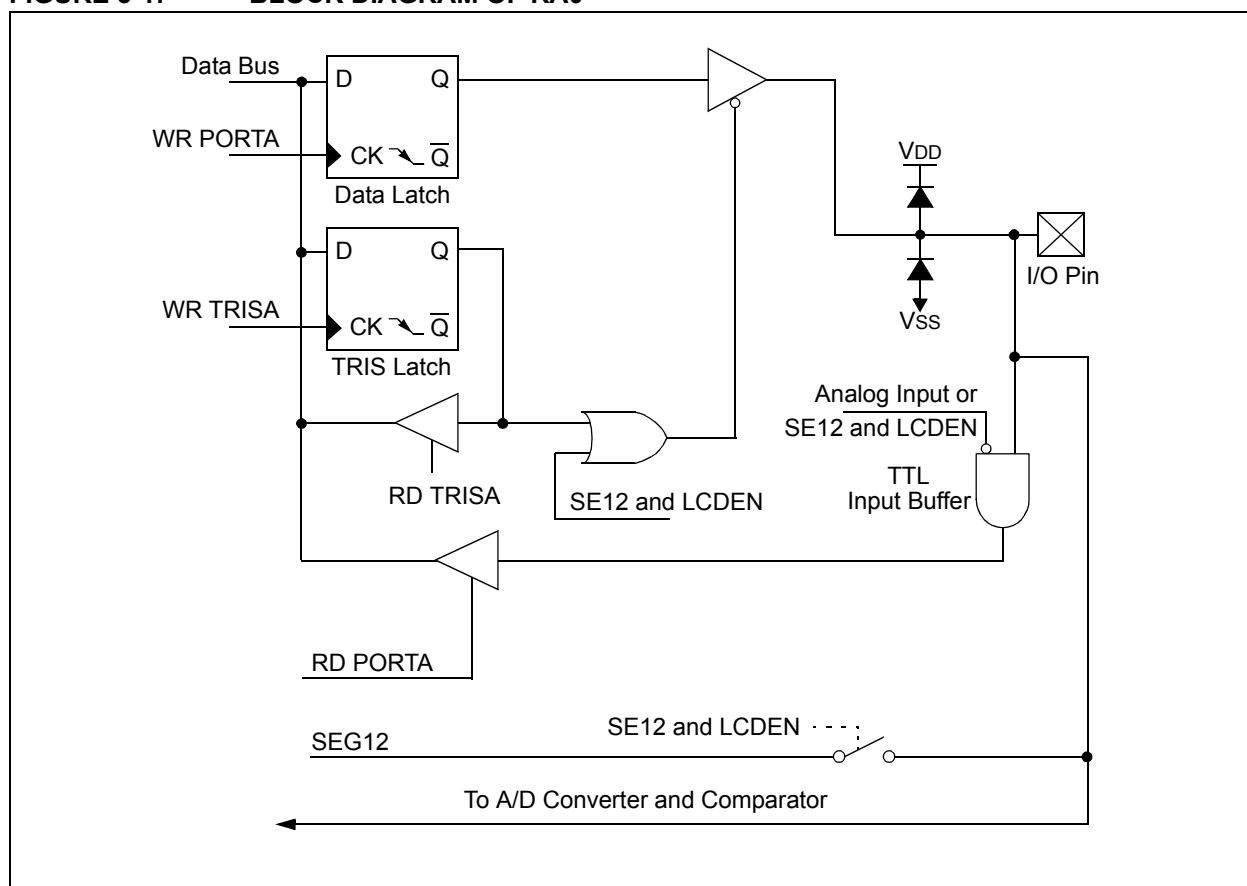 Data Bus
D Q
WR PORTA
CK Q
Data Latch
VDD
D Q
I/O Pin
WR TRISA
CK Q
VSS
TRIS Latch
Analog Input or
SE12 and LCDEN
RD TRISA
SE12 and LCDEN
TTL
Input Buffer
RD PORTA
SE12 and LCDEN
SEG12
To A/D Converter and Comparator